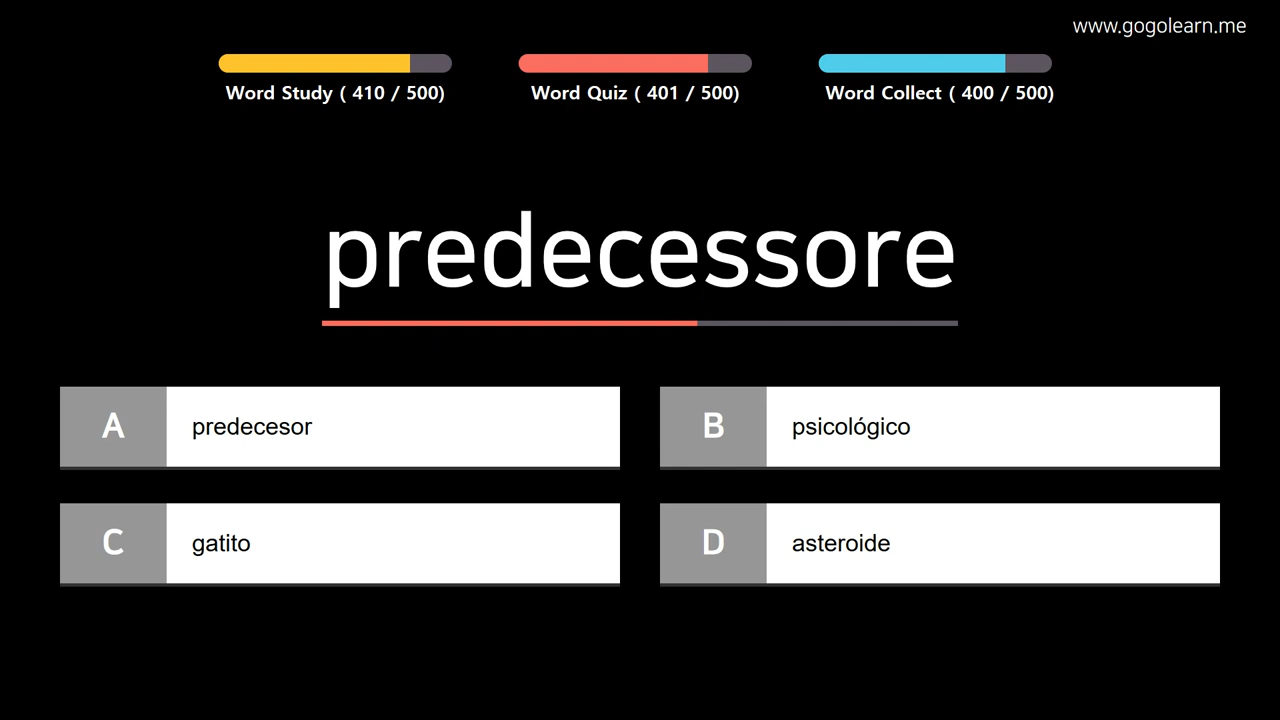 www.gogolearn.me
Word Study ( 410 / 500)
Word Quiz ( 401 / 500)
Word Collect ( 400 / 500)
predecessore
A predecesor
B psicológico
C gatito
D asteroide